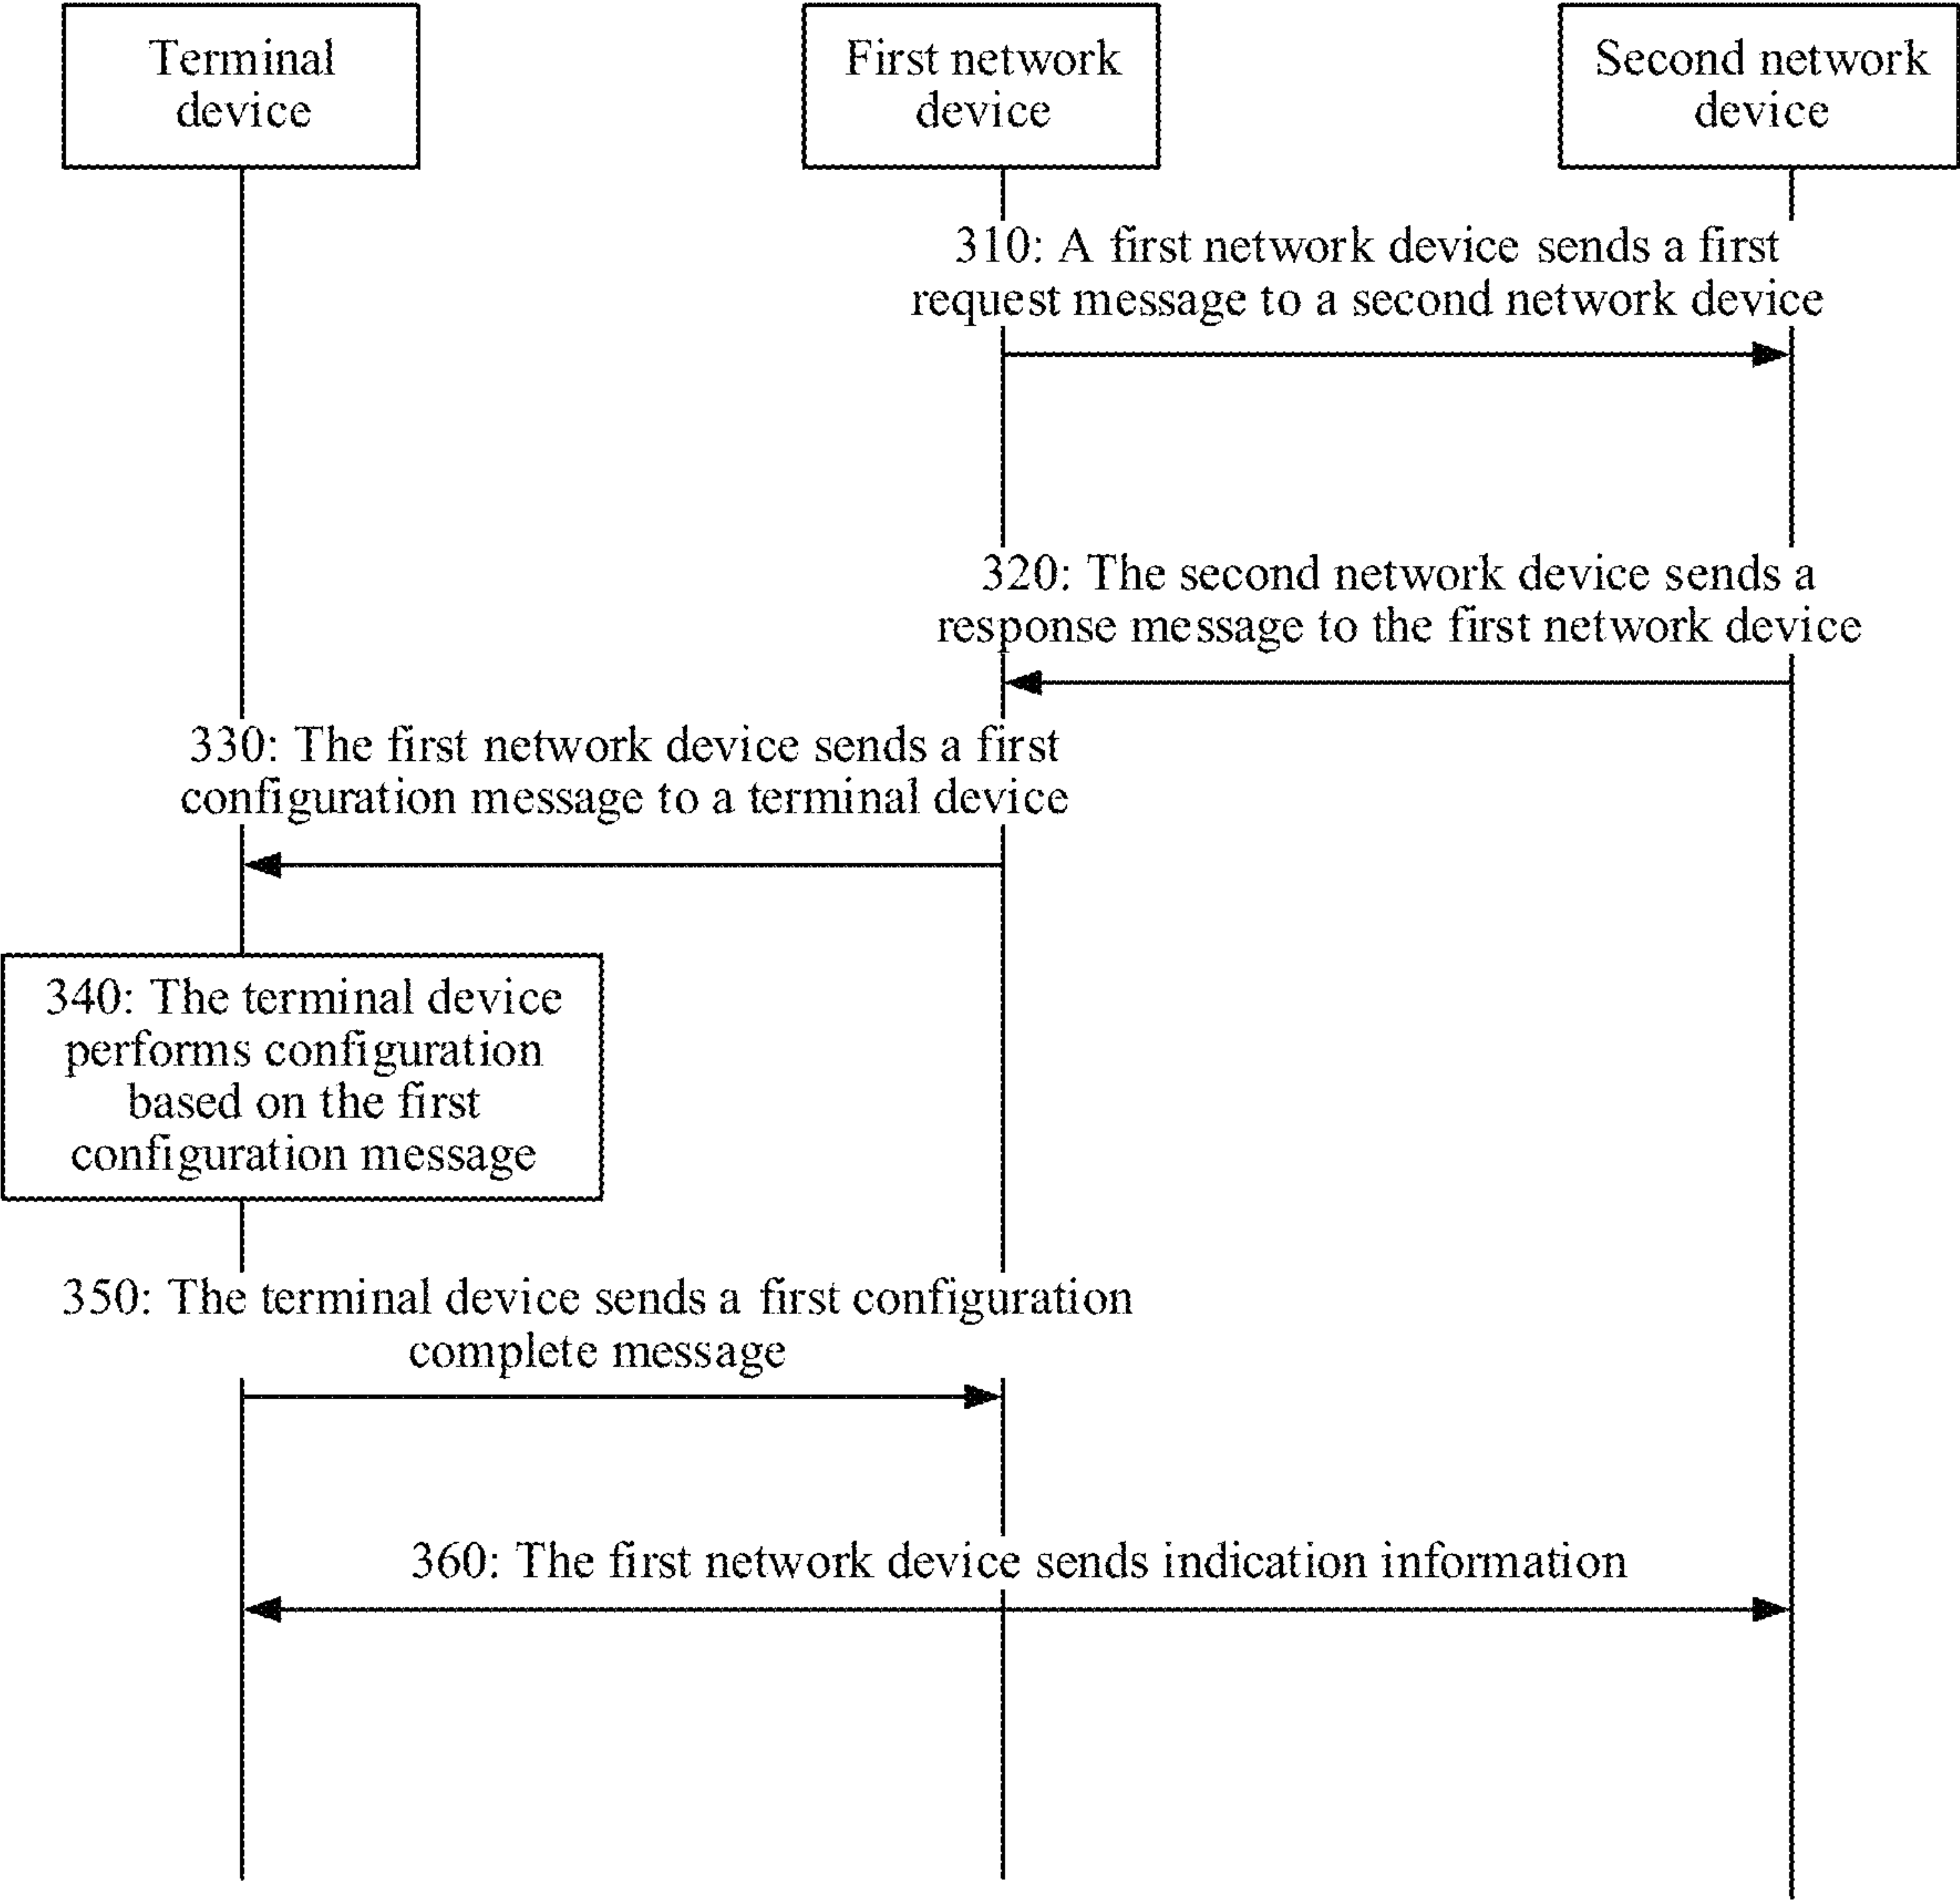 Terminal
device
First network
device
Second network
device
310: A first network device sends a first
request message to a second network device
320: The second network device sends a
response message to the first network device
330: The first network device sends a first
configuration message to a terminal device
340: The terminal device
performs configuration
based on the first
configuration message
350: The terminal device sends a first configuration
complete message
360: The first network device sends indication information